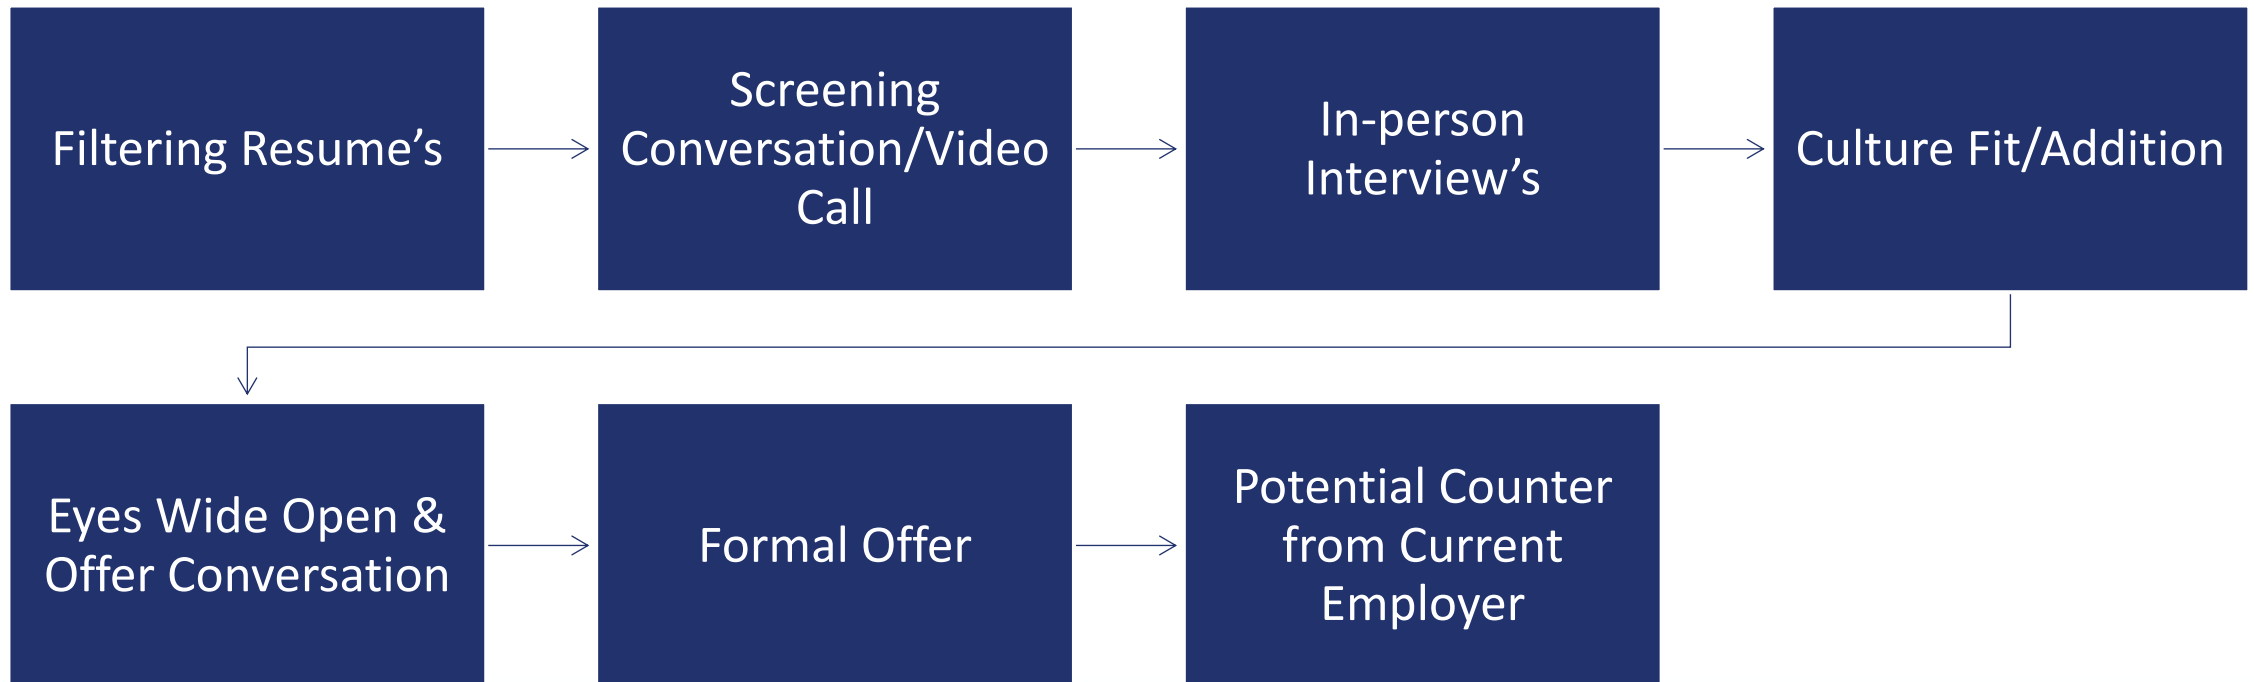 Filtering Resume’s
Screening
Conversation/Video
Call
In-person
Interview’s
Culture Fit/Addition
Eyes Wide Open &
Offer Conversation
Formal Offer
Potential Counter
from Current
Employer